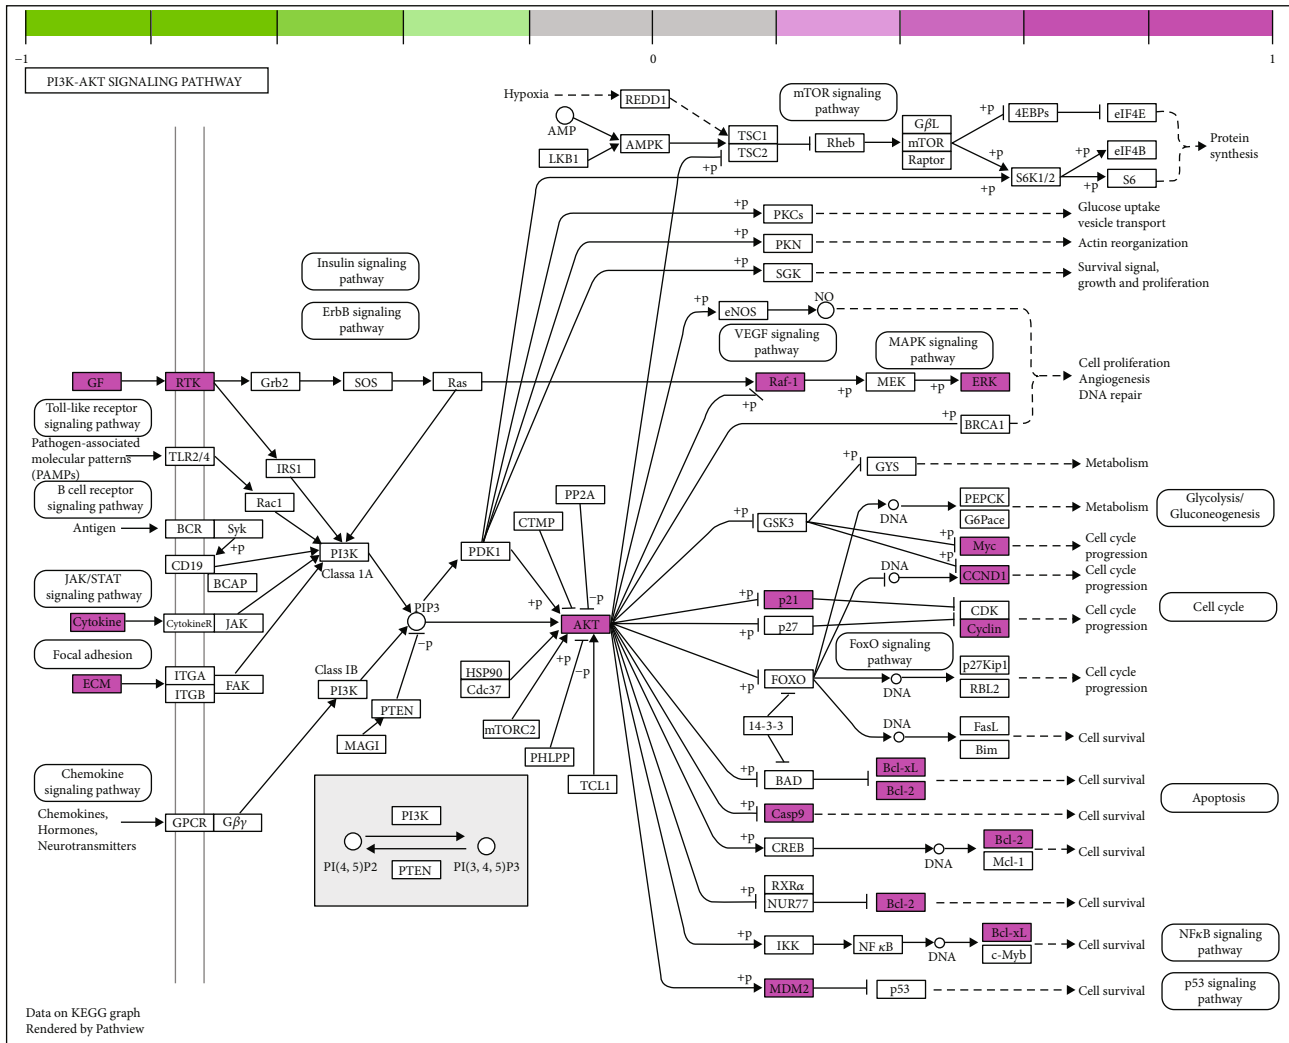 −1
0
1
PI3K-AKT SIGNALING PATHWAY
Hypoxia
REDD1
mTOR signaling
pathway
AMP
LKB1
AMPK
TSC1
TSC2
+p
Rheb
GβL
mTOR
Raptor
+p
4EBPs
eIF4E
+p
+p
S6K1/2
+p
eIF4B
+p
S6
Protein
synthesis
+p
PKCs
Glucose uptake
vesicle transport
+p
PKN
Actin reorganization
+p
SGK
Survival signal,
growth and proliferation
Insulin signaling
pathway
ErbB signaling
pathway
+p
eNOS
NO
VEGF signaling
pathway
MAPK signaling
pathway
GF
RTK
Grb2
SOS
Ras
Raf-1
+p
+p
MEK
+p
ERK
Cell proliferation
Angiogenesis
DNA repair
+p
BRCA1
Toll-like receptor
signaling pathway
Pathogen-associated
molecular patterns
(PAMPs)
TLR2/4
IRS1
Rac1
B cell receptor
signaling pathway
Antigen
BCR
Syk
+p
CD19
BCAP
PI3K
Classa 1A
PDK1
CTMP
PP2A
+p
−p
+p
GSK3
+p
GYS
Metabolism
DNA
PEPCK
G6Pace
Metabolism
Glycolysis/
Gluconeogenesis
+p
Myc
Cell cycle
progression
+p
DNA
CCND1
Cell cycle
progression
JAK/STAT
signaling pathway
Cytokine
CytokineR
JAK
PIP3
−p
AKT
+p
p21
+p
p27
CDK
Cyclin
Cell cycle
progression
Cell cycle
Focal adhesion
ECM
ITGA
ITGB
FAK
Class IB
PI3K
PTEN
MAGI
HSP90
Cdc37
+p
−p
mTORC2
PHLPP
TCL1
FoxO signaling
pathway
+p
FOXO
DNA
p27Kip1
RBL2
Cell cycle
progression
14-3-3
DNA
FasL
Bim
Cell survival
+p
BAD
Bcl-xL
Bcl-2
Cell survival
Apoptosis
+p
Casp9
Cell survival
Chemokine
signaling pathway
Chemokines,
Hormones,
Neurotransmitters
GPCR
Gβγ
PI3K
PI(4, 5)P2
PI(3, 4, 5)P3
PTEN
+p
CREB
DNA
Bcl-2
Mcl-1
Cell survival
+p
RXRα
NUR77
Bcl-2
Cell survival
+p
IKK
NF κB
DNA
Bcl-xL
c-Myb
Cell survival
NFκB signaling
pathway
+p
MDM2
p53
Cell survival
p53 signaling
pathway
Data on KEGG graph
Rendered by Pathview